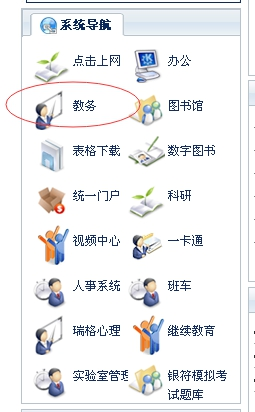 系统导航
点击上网 办公
教务 图书馆
表格下载 数字图书
统一门户 科研
视频中心 一卡通
人事系统 班车
瑞格心理 继续教育
实验室管理 银符模拟考
试题库